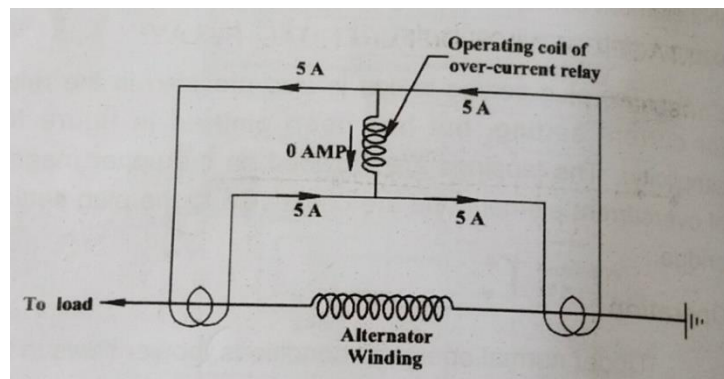 Operating coil of
over-current relay
5 A
5 A
0 AMP
5 A
5 A
To load
Alternator
Winding